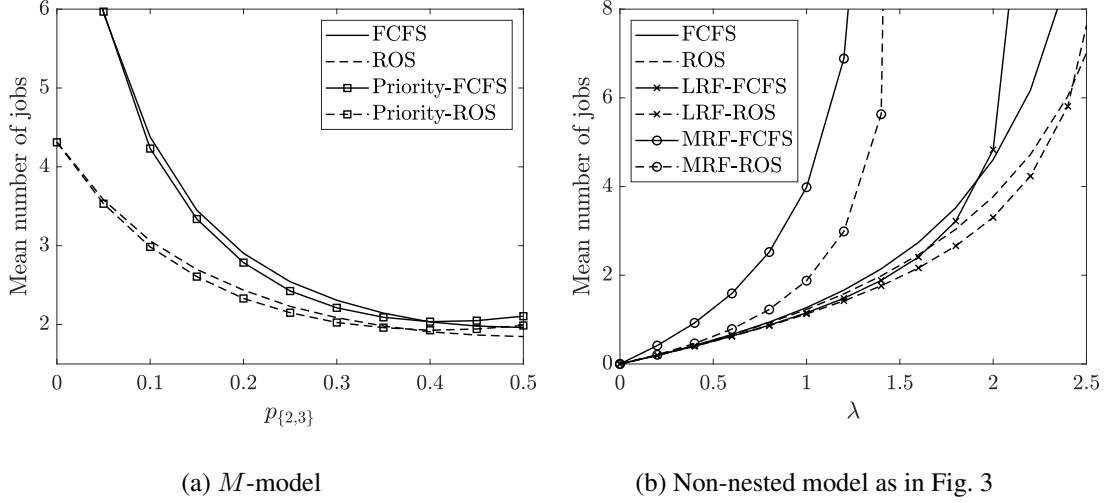 6
5
4
3
2
0
0.1
0.2
0.3
0.4
0.5
Mean number of jobs
p{2,3}
FCFS
ROS
Priority-FCFS
Priority-ROS
(a) M-model
8
6
4
2
0
0
0.5
1
1.5
2
2.5
Mean number of jobs
λ
FCFS
ROS
LRF-FCFS
LRF-ROS
MRF-FCFS
MRF-ROS
(b) Non-nested model as in Fig. 3